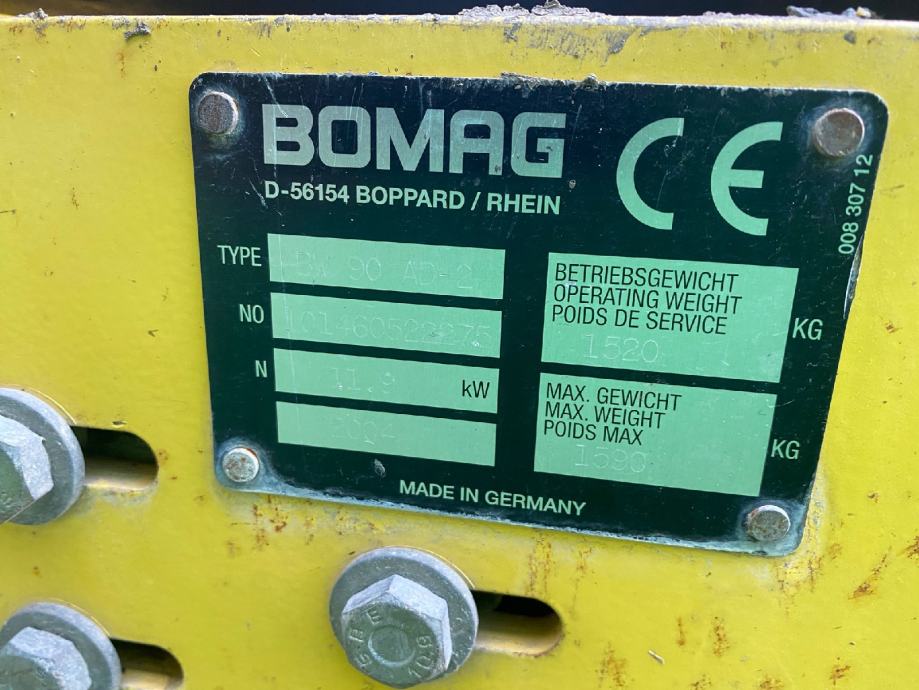 BOMAG
CE
D-56154 BOPPARD / RHEIN
008 307 12
TYPE BW 90 AD-2
NO 101460522275
N 11.9 kW
2004
BETRIEBSGEWICHT
OPERATING WEIGHT
POIDS DE SERVICE
1520 KG
MAX. GEWICHT
MAX. WEIGHT
POIDS MAX
1590 KG
MADE IN GERMANY
10.9